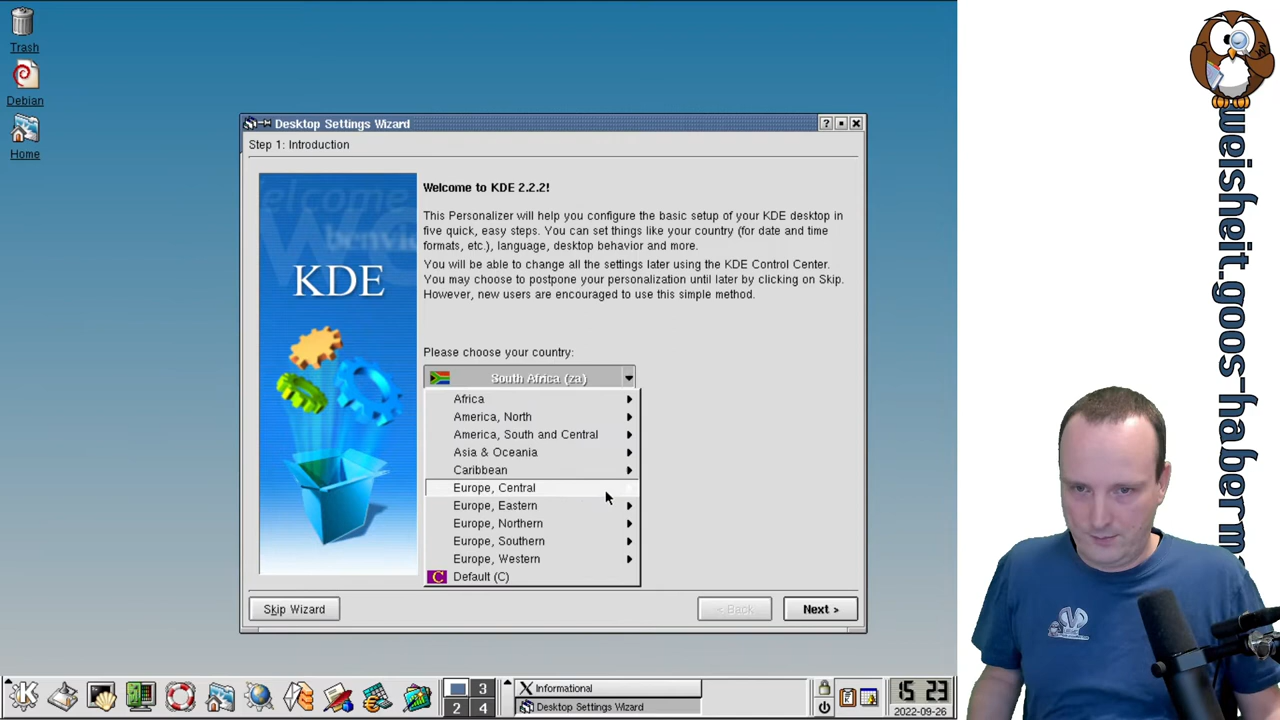 Trash
Debian
Home
Desktop Settings Wizard
Step 1: Introduction
KDE
Welcome to KDE 2.2.2!
This Personalizer will help you configure the basic setup of your KDE desktop in
five quick, easy steps. You can set things like your country (for date and time
formats, etc.), language, desktop behavior and more.
You will be able to change all the settings later using the KDE Control Center.
You may choose to postpone your personalization until later by clicking on Skip.
However, new users are encouraged to use this simple method.
Please choose your country:
South Africa (za)
Africa
America, North
America, South and Central
Asia & Oceania
Caribbean
Europe, Central
Europe, Eastern
Europe, Northern
Europe, Southern
Europe, Western
C Default (C)
Skip Wizard
< Back
Next >
3
2 4
X Informational
Desktop Settings Wizard
15 23
2022-09-26
weisheit.goos-haberm